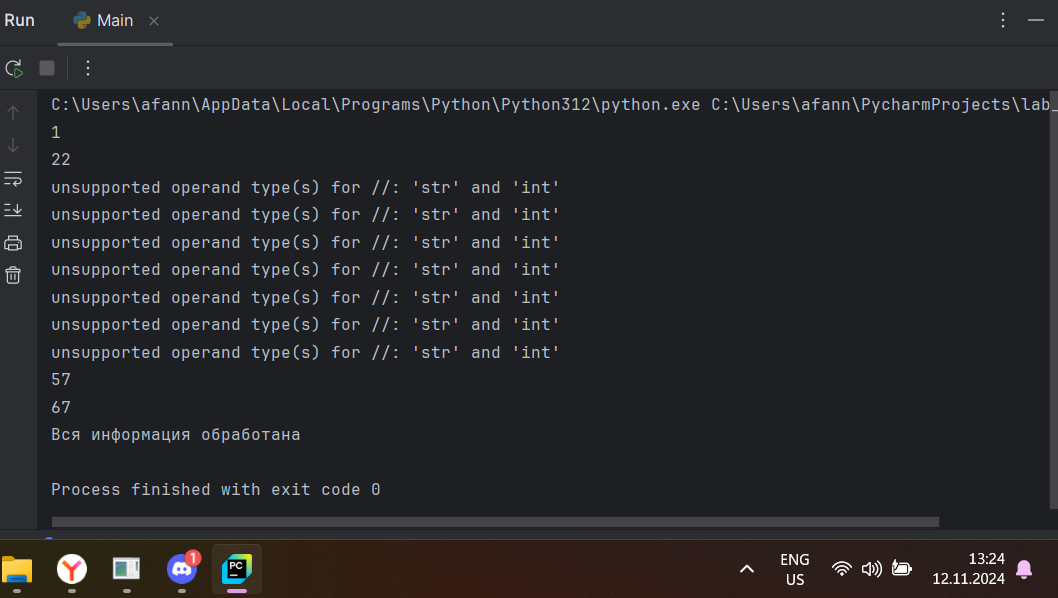 Run Main
C:\Users\afann\AppData\Local\Programs\Python\Python312\python.exe C:\Users\afann\PycharmProjects\lab_
1
22
unsupported operand type(s) for //: 'str' and 'int'
unsupported operand type(s) for //: 'str' and 'int'
unsupported operand type(s) for //: 'str' and 'int'
unsupported operand type(s) for //: 'str' and 'int'
unsupported operand type(s) for //: 'str' and 'int'
unsupported operand type(s) for //: 'str' and 'int'
unsupported operand type(s) for //: 'str' and 'int'
57
67
Вся информация обработана
Process finished with exit code 0
1
PC
ENG
US
13:24
12.11.2024